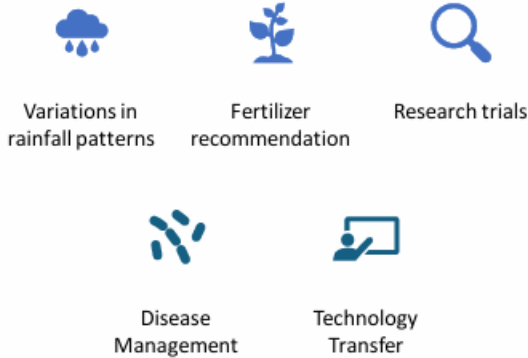 Variations in
rainfall patterns
Fertilizer
recommendation
Research trials
Disease
Management
Technology
Transfer